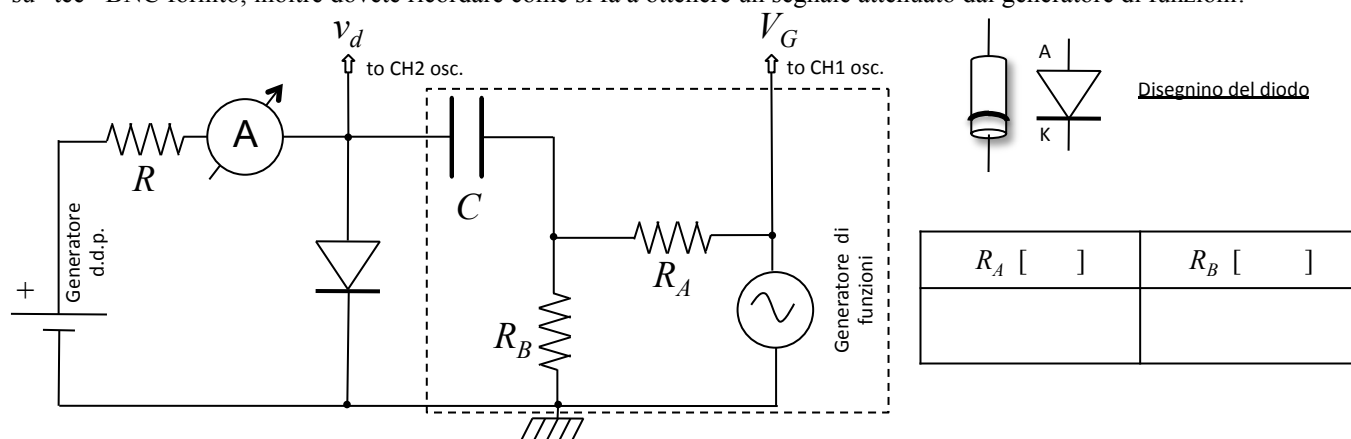 su "tee" BNC fornito, inoltre dovete ricordare come si fa a ottenere un segnale attenuato dal generatore di funzioni!
v_d
to CH2 osc.
V_G
to CH1 osc.
R
A
C
R_A
R_B
Generatore
d.d.p.
+
Generatore di
funzioni
A
K
Disegnino del diodo
R_A [ ] R_B [ ]